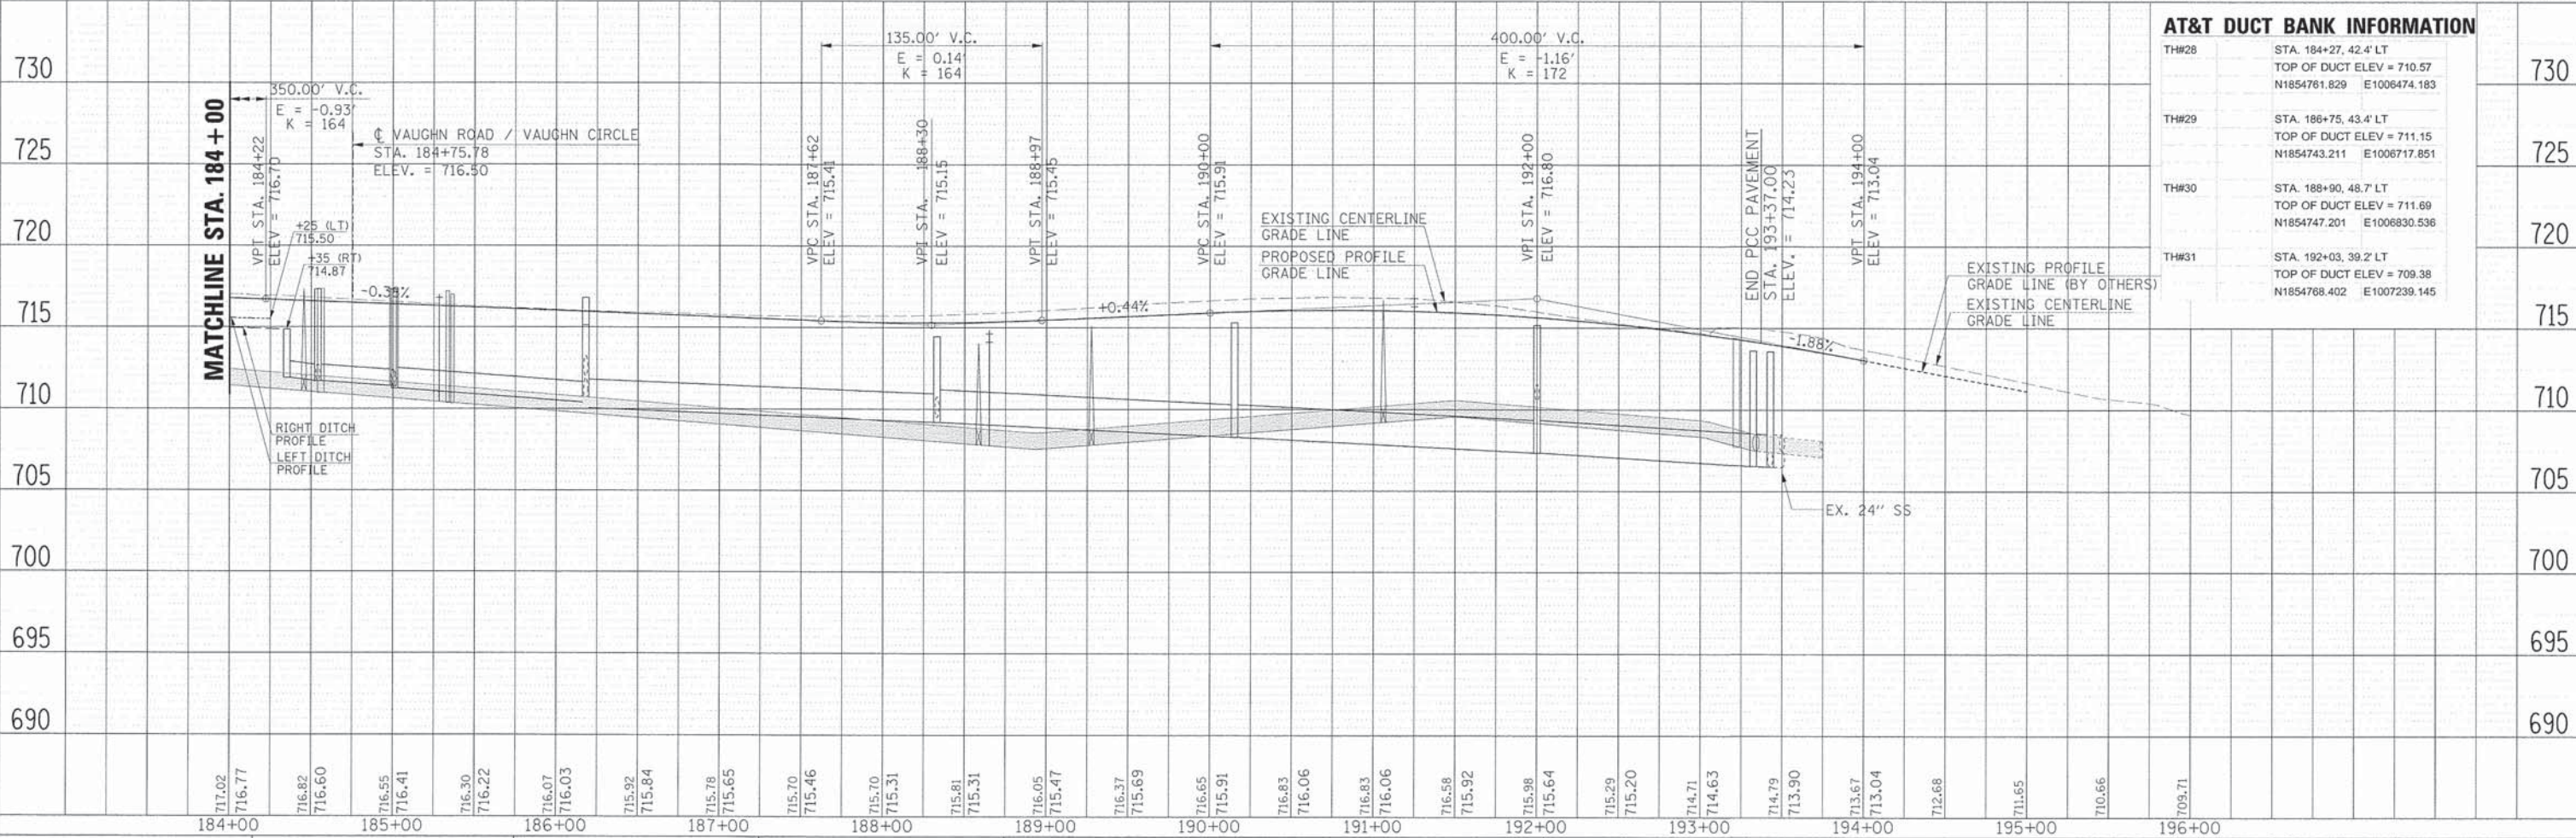 AT&T DUCT BANK INFORMATION
TH#28 STA. 184+27, 42.4' LT
TOP OF DUCT ELEV = 710.57
N1854761.829 E1006474.183
TH#29 STA. 186+75, 43.4' LT
TOP OF DUCT ELEV = 711.15
N1854743.211 E1006717.851
TH#30 STA. 188+90, 48.7' LT
TOP OF DUCT ELEV = 711.69
N1854747.201 E1006830.536
TH#31 STA. 192+03, 39.2' LT
TOP OF DUCT ELEV = 709.38
N1854768.402 E1007239.145
730
725
720
715
710
705
700
695
690
730
725
720
715
710
705
700
695
690
MATCHLINE STA. 184+00
350.00' V.C.
E = -0.93'
K = 164
VPT STA. 184+22
ELEV = 716.70
℄ VAUGHN ROAD / VAUGHN CIRCLE
STA. 184+75.78
ELEV. = 716.50
+25 (LT)
715.50
+35 (RT)
714.87
-0.38%
RIGHT DITCH
PROFILE
LEFT DITCH
PROFILE
135.00' V.C.
E = 0.14'
K = 164
VPC STA. 187+62
ELEV = 715.41
VPI STA. 188+30
ELEV = 715.15
VPT STA. 188+97
ELEV = 715.45
+0.44%
400.00' V.C.
E = -1.16'
K = 172
VPC STA. 190+00
ELEV = 715.91
EXISTING CENTERLINE
GRADE LINE
PROPOSED PROFILE
GRADE LINE
VPI STA. 192+00
ELEV = 716.80
END PCC PAVEMENT
STA. 193+37.00
ELEV. = 714.23
VPT STA. 194+00
ELEV = 713.04
-1.88%
EXISTING PROFILE
GRADE LINE (BY OTHERS)
EXISTING CENTERLINE
GRADE LINE
EX. 24" SS
717.02
716.77
716.82
716.60
716.55
716.41
716.30
716.22
716.07
716.03
715.92
715.84
715.78
715.65
715.70
715.46
715.70
715.31
715.81
715.31
716.05
715.47
716.37
715.69
716.65
715.91
716.83
716.06
716.83
716.06
716.58
715.92
715.98
715.64
715.29
715.20
714.71
714.63
714.79
713.90
713.67
713.04
712.68
711.65
710.66
709.71
184+00
185+00
186+00
187+00
188+00
189+00
190+00
191+00
192+00
193+00
194+00
195+00
196+00